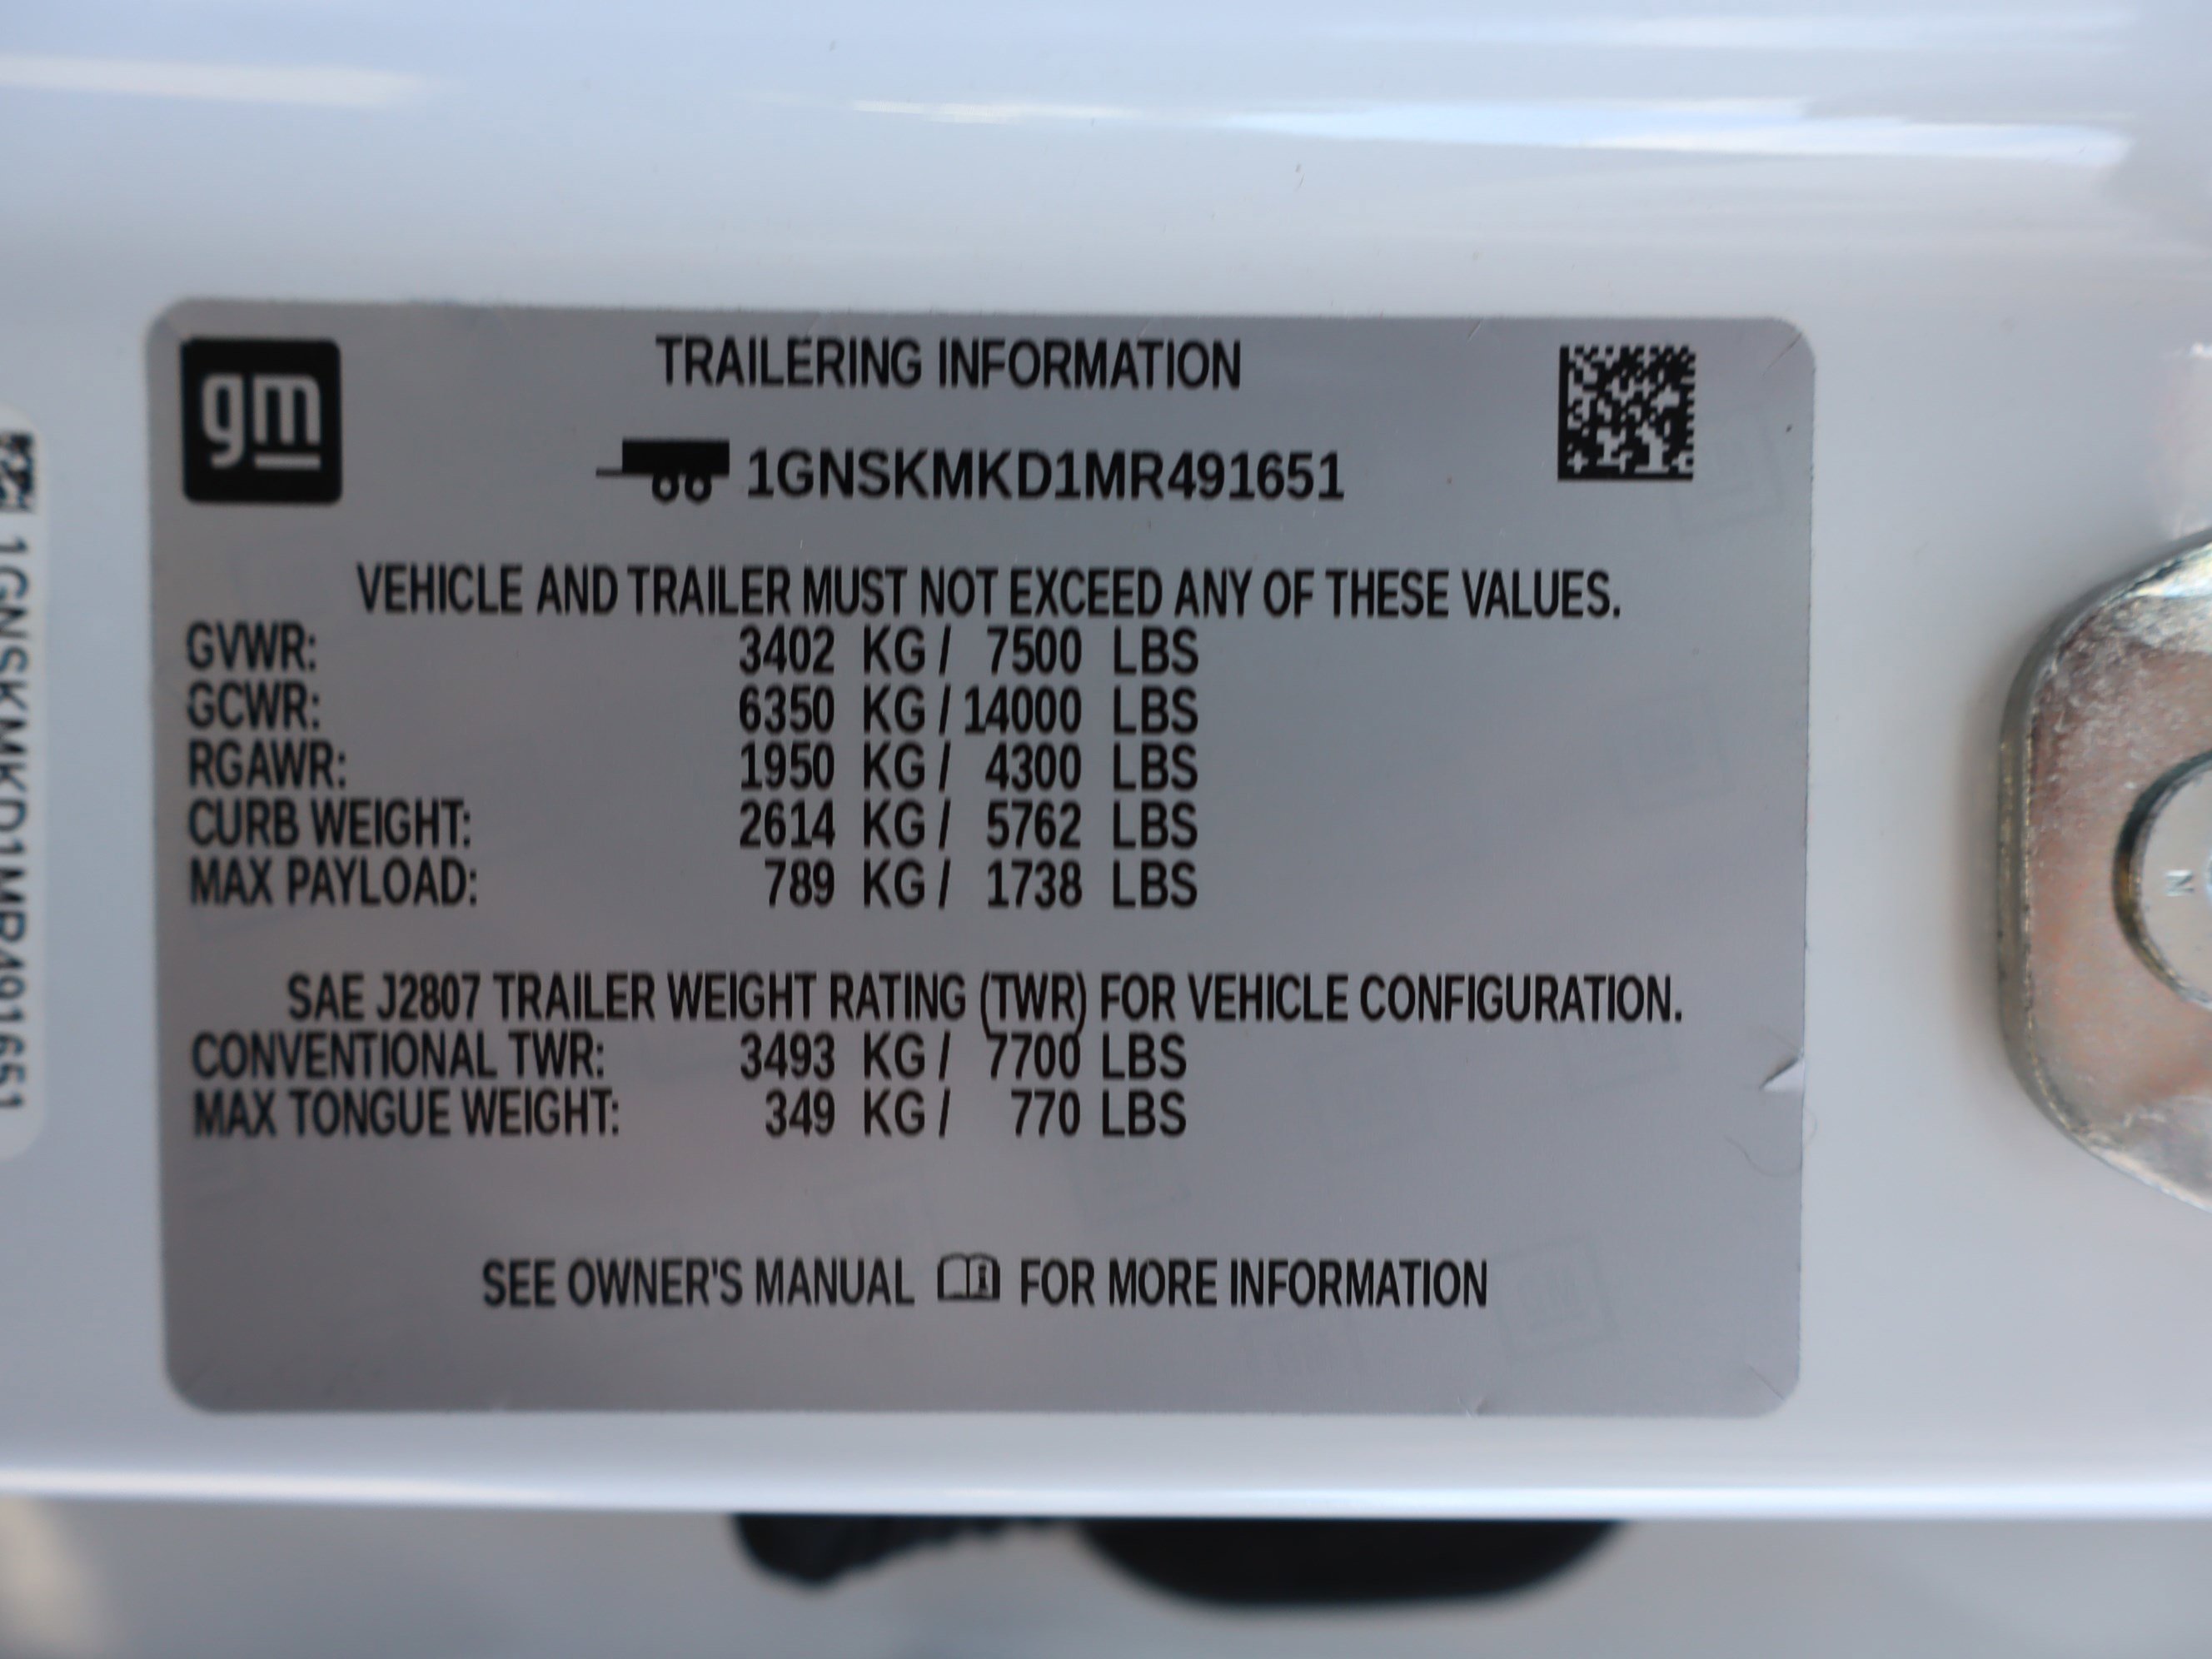 gm
TRAILERING INFORMATION
1GNSKMKD1MR491651
VEHICLE AND TRAILER MUST NOT EXCEED ANY OF THESE VALUES.
GVWR: 3402 KG / 7500 LBS
GCWR: 6350 KG / 14000 LBS
RGAWR: 1950 KG / 4300 LBS
CURB WEIGHT: 2614 KG / 5762 LBS
MAX PAYLOAD: 789 KG / 1738 LBS
SAE J2807 TRAILER WEIGHT RATING (TWR) FOR VEHICLE CONFIGURATION.
CONVENTIONAL TWR: 3493 KG / 7700 LBS
MAX TONGUE WEIGHT: 349 KG / 770 LBS
SEE OWNER'S MANUAL FOR MORE INFORMATION
1GNSKMKD1MR491651